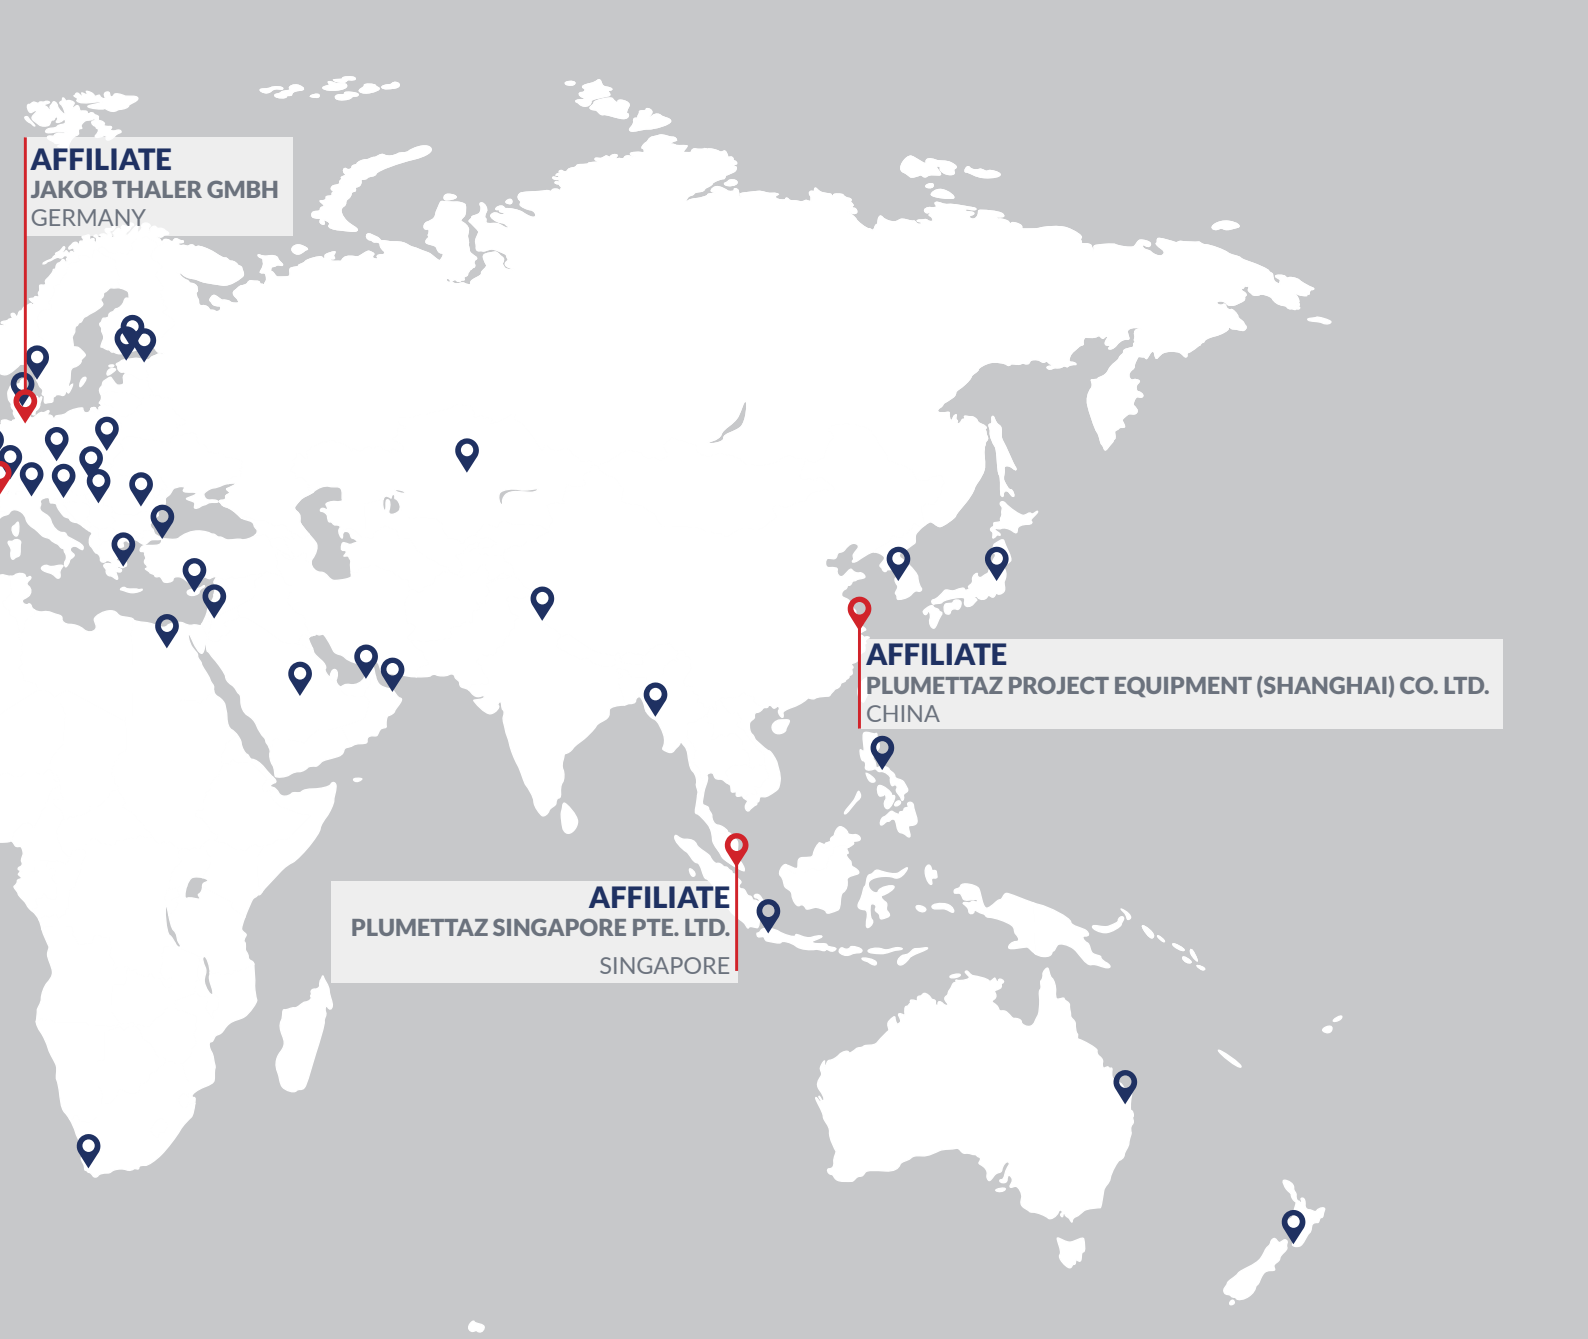 AFFILIATE
JAKOB THALER GMBH
GERMANY
AFFILIATE
PLUMETTAZ PROJECT EQUIPMENT (SHANGHAI) CO. LTD.
CHINA
AFFILIATE
PLUMETTAZ SINGAPORE PTE. LTD.
SINGAPORE